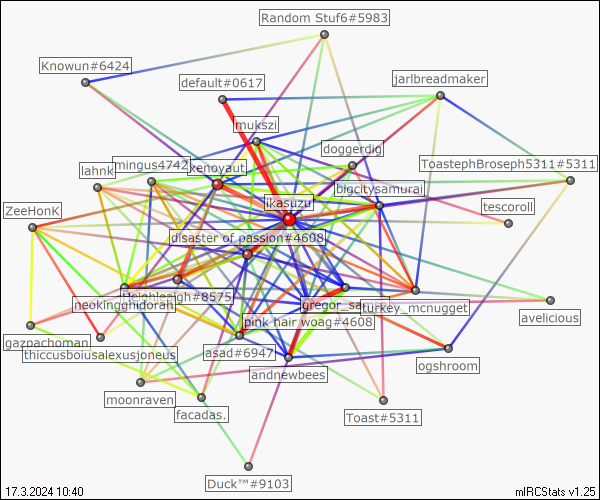 Random Stuf6#5983
Knowun#6424
default#0617
jarlbreadmaker
mukszi
doggerdig
ToastephBroseph5311#5311
lahnk
mingus4742
xenoyaut
bigcitysamurai
ZeeHonK
ikasuzu
tescoroll
disaster of passion#4608
neokingghidorah
#8575
gregor_sa
turkey_mcnugget
avelicious
pink hair woag#4608
gazpachoman
thiccusboiusalexusjoneus
asad#6947
ogshroom
andnewbees
moonraven
facadas.
Toast#5311
Duck™#9103
17.3.2024 10:40
mIRCStats v1.25